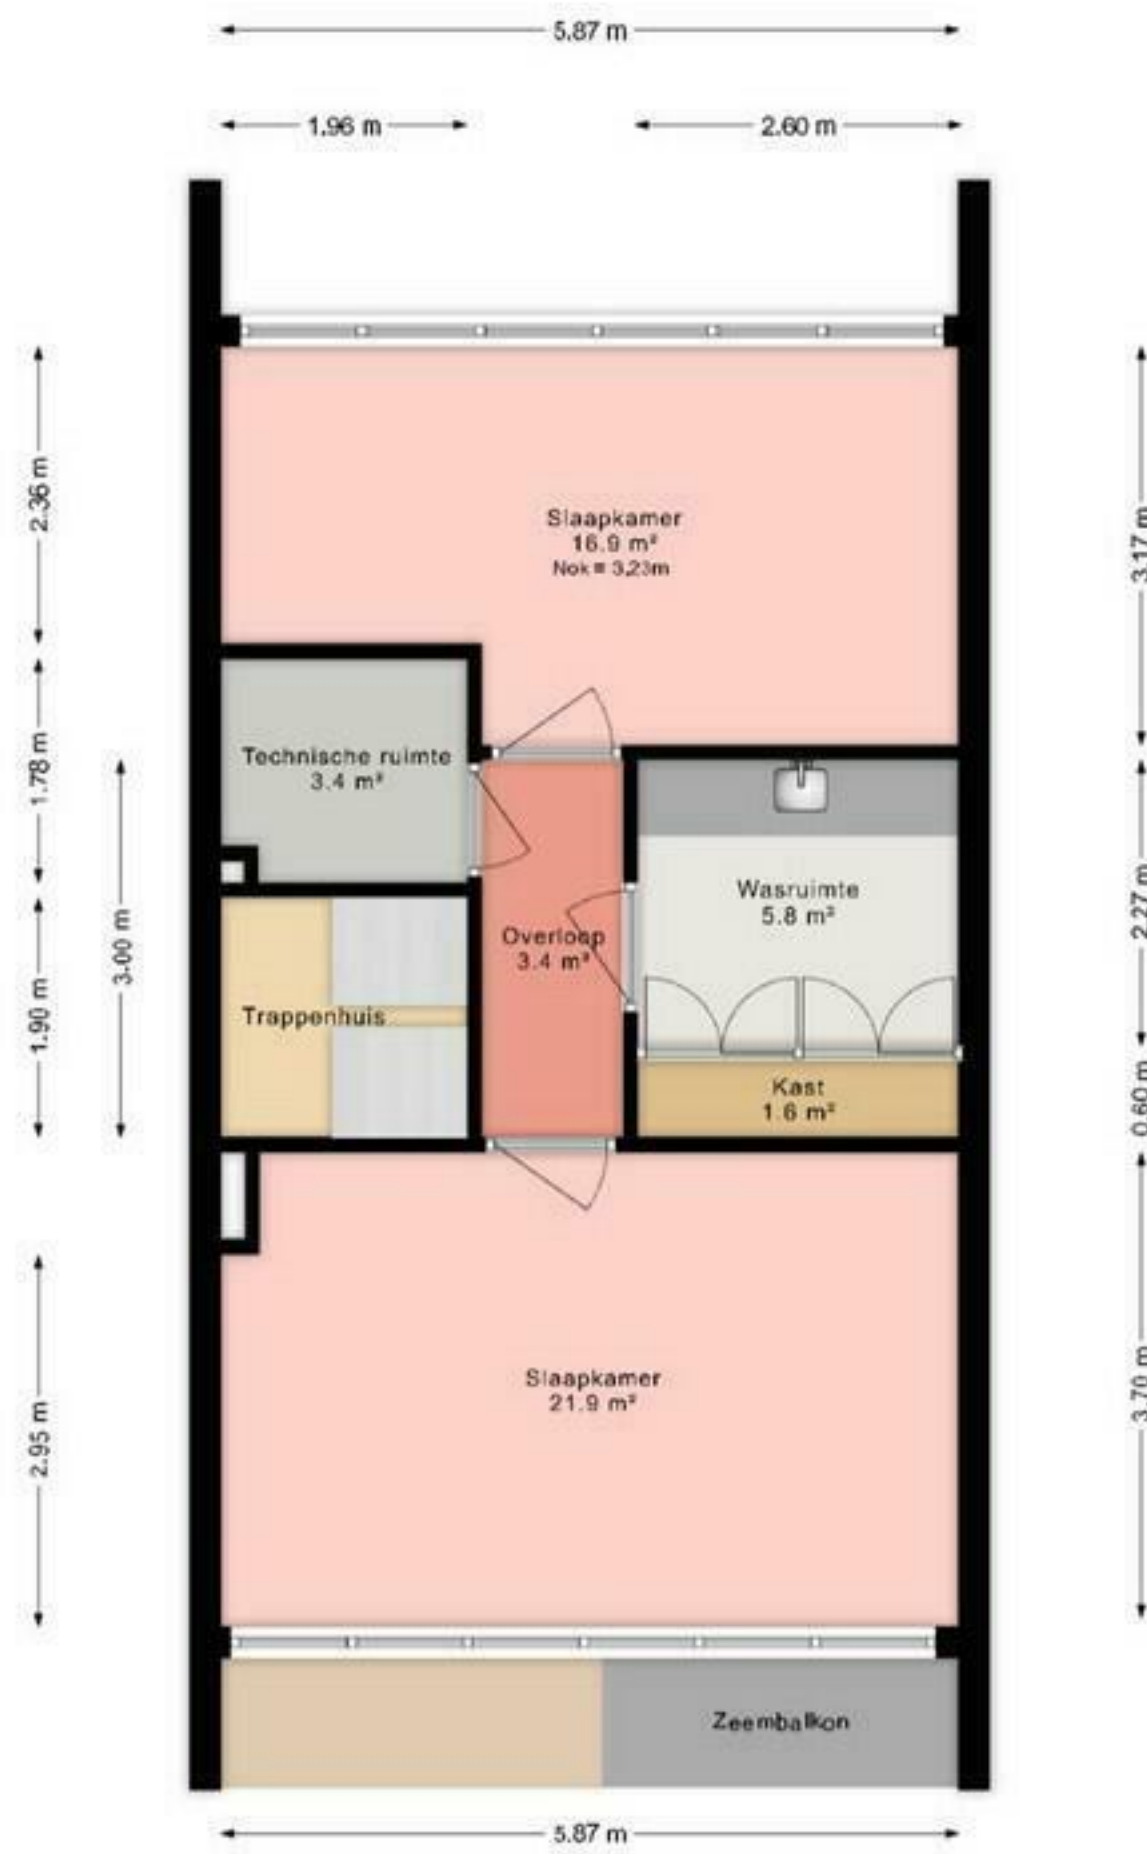 5.87 m
1.96 m
2.60 m
2.36 m
3.17 m
Slaapkamer
16.9 m²
Nok = 3,23m
Technische ruimte
3.4 m²
1.78 m
3.00 m
Wasruimte
5.8 m²
2.27 m
Overloop
3.4 m²
Trappenhuis
1.90 m
Kast
1.6 m²
0.60 m
Slaapkamer
21.9 m²
2.95 m
3.70 m
Zeembalkon
5.87 m